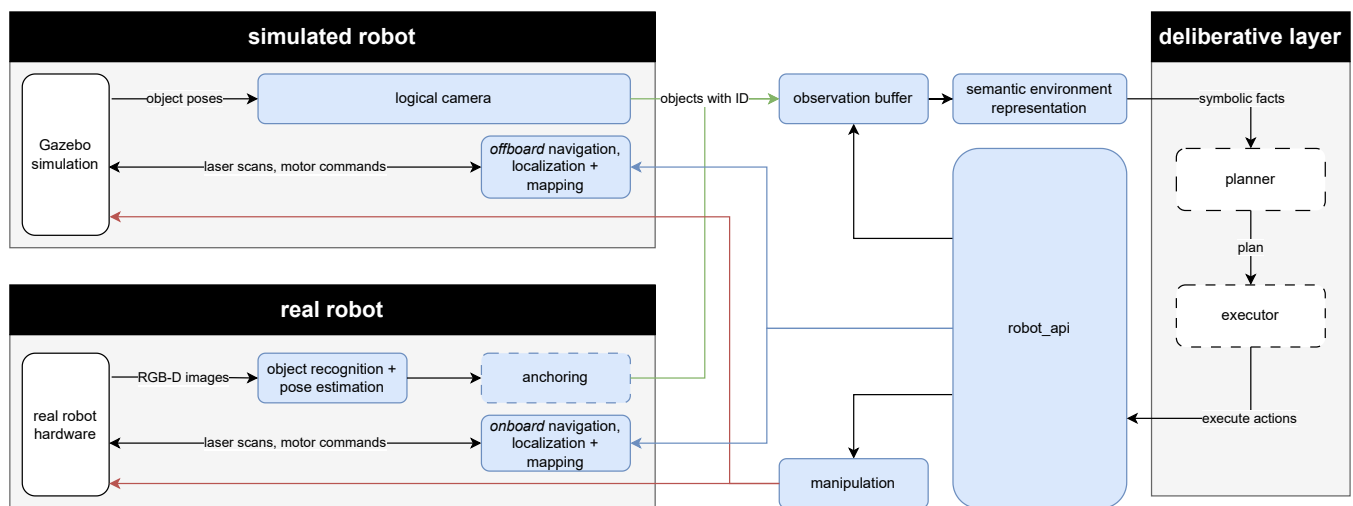 simulated robot
Gazebo
simulation
object poses
logical camera
objects with ID
laser scans, motor commands
offboard navigation,
localization +
mapping
observation buffer
semantic environment
representation
deliberative layer
symbolic facts
planner
plan
executor
execute actions
robot_api
real robot
real robot
hardware
RGB-D images
object recognition +
pose estimation
anchoring
laser scans, motor commands
onboard navigation,
localization +
mapping
manipulation